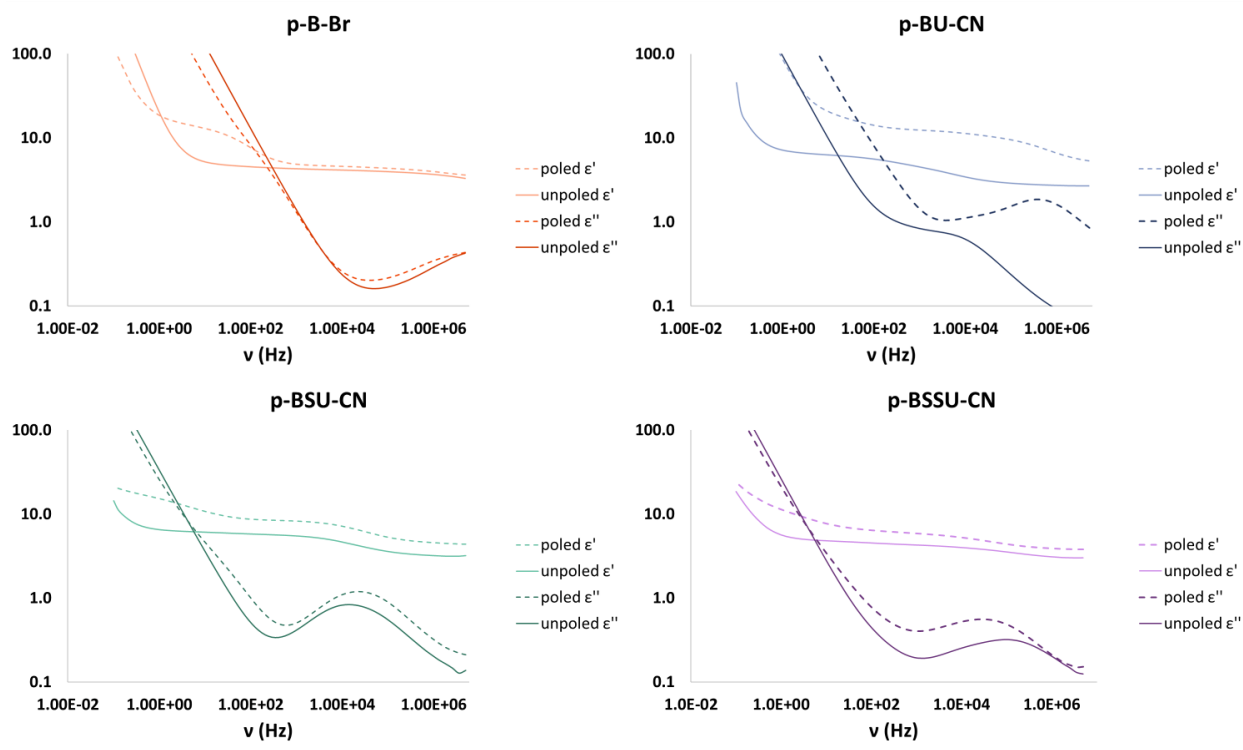 p-B-Br
100.0
10.0
1.0
0.1
1.00E-02 1.00E+00 1.00E+02 1.00E+04 1.00E+06
ν (Hz)
poled ε'
unpoled ε'
poled ε''
unpoled ε''
p-BU-CN
100.0
10.0
1.0
0.1
1.00E-02 1.00E+00 1.00E+02 1.00E+04 1.00E+06
ν (Hz)
poled ε'
unpoled ε'
poled ε''
unpoled ε''
p-BSU-CN
100.0
10.0
1.0
0.1
1.00E-02 1.00E+00 1.00E+02 1.00E+04 1.00E+06
ν (Hz)
poled ε'
unpoled ε'
poled ε''
unpoled ε''
p-BSSU-CN
100.0
10.0
1.0
0.1
1.0E-02 1.0E+00 1.0E+02 1.0E+04 1.0E+06
ν (Hz)
poled ε'
unpoled ε'
poled ε''
unpoled ε''